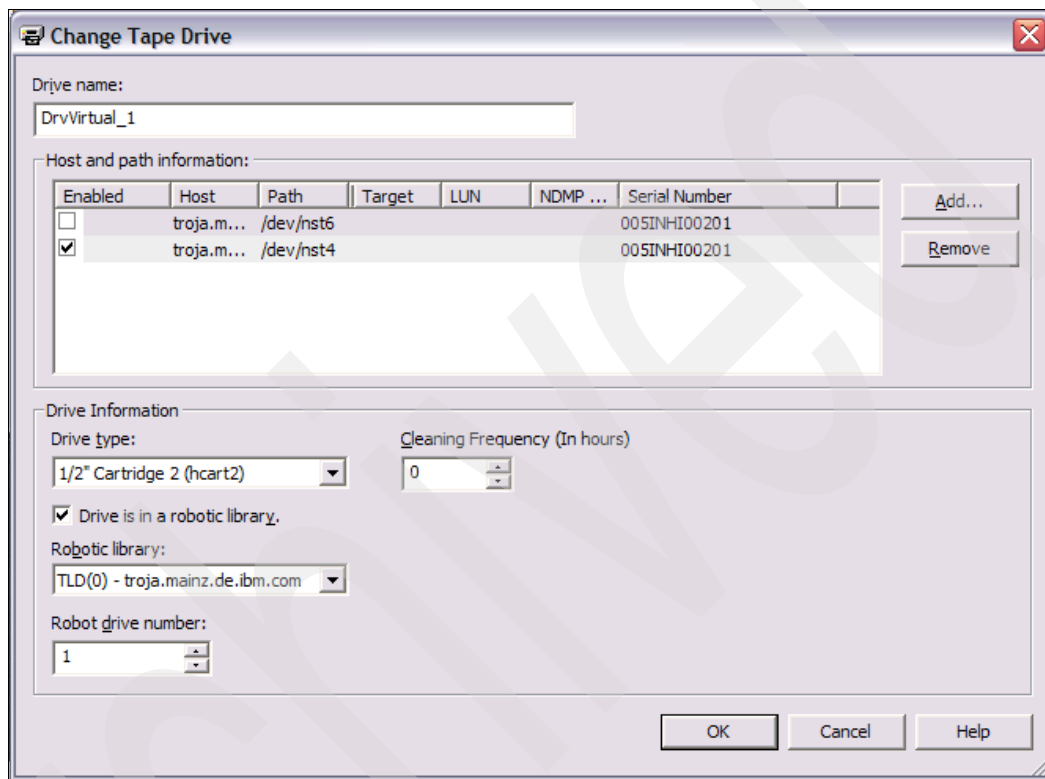 Change Tape Drive
Drive name:
DrvVirtual_1
Host and path information:
Enabled Host Path Target LUN NDMP ... Serial Number
troja.m... /dev/nst6 005INHI00201
troja.m... /dev/nst4 005INHI00201
Add...
Remove
Drive Information
Drive type: Cleaning Frequency (In hours)
1/2" Cartridge 2 (hcart2) 0
Drive is in a robotic library.
Robotic library:
TLD(0) - troja.mainz.de.ibm.com
Robot drive number:
1
OK Cancel Help